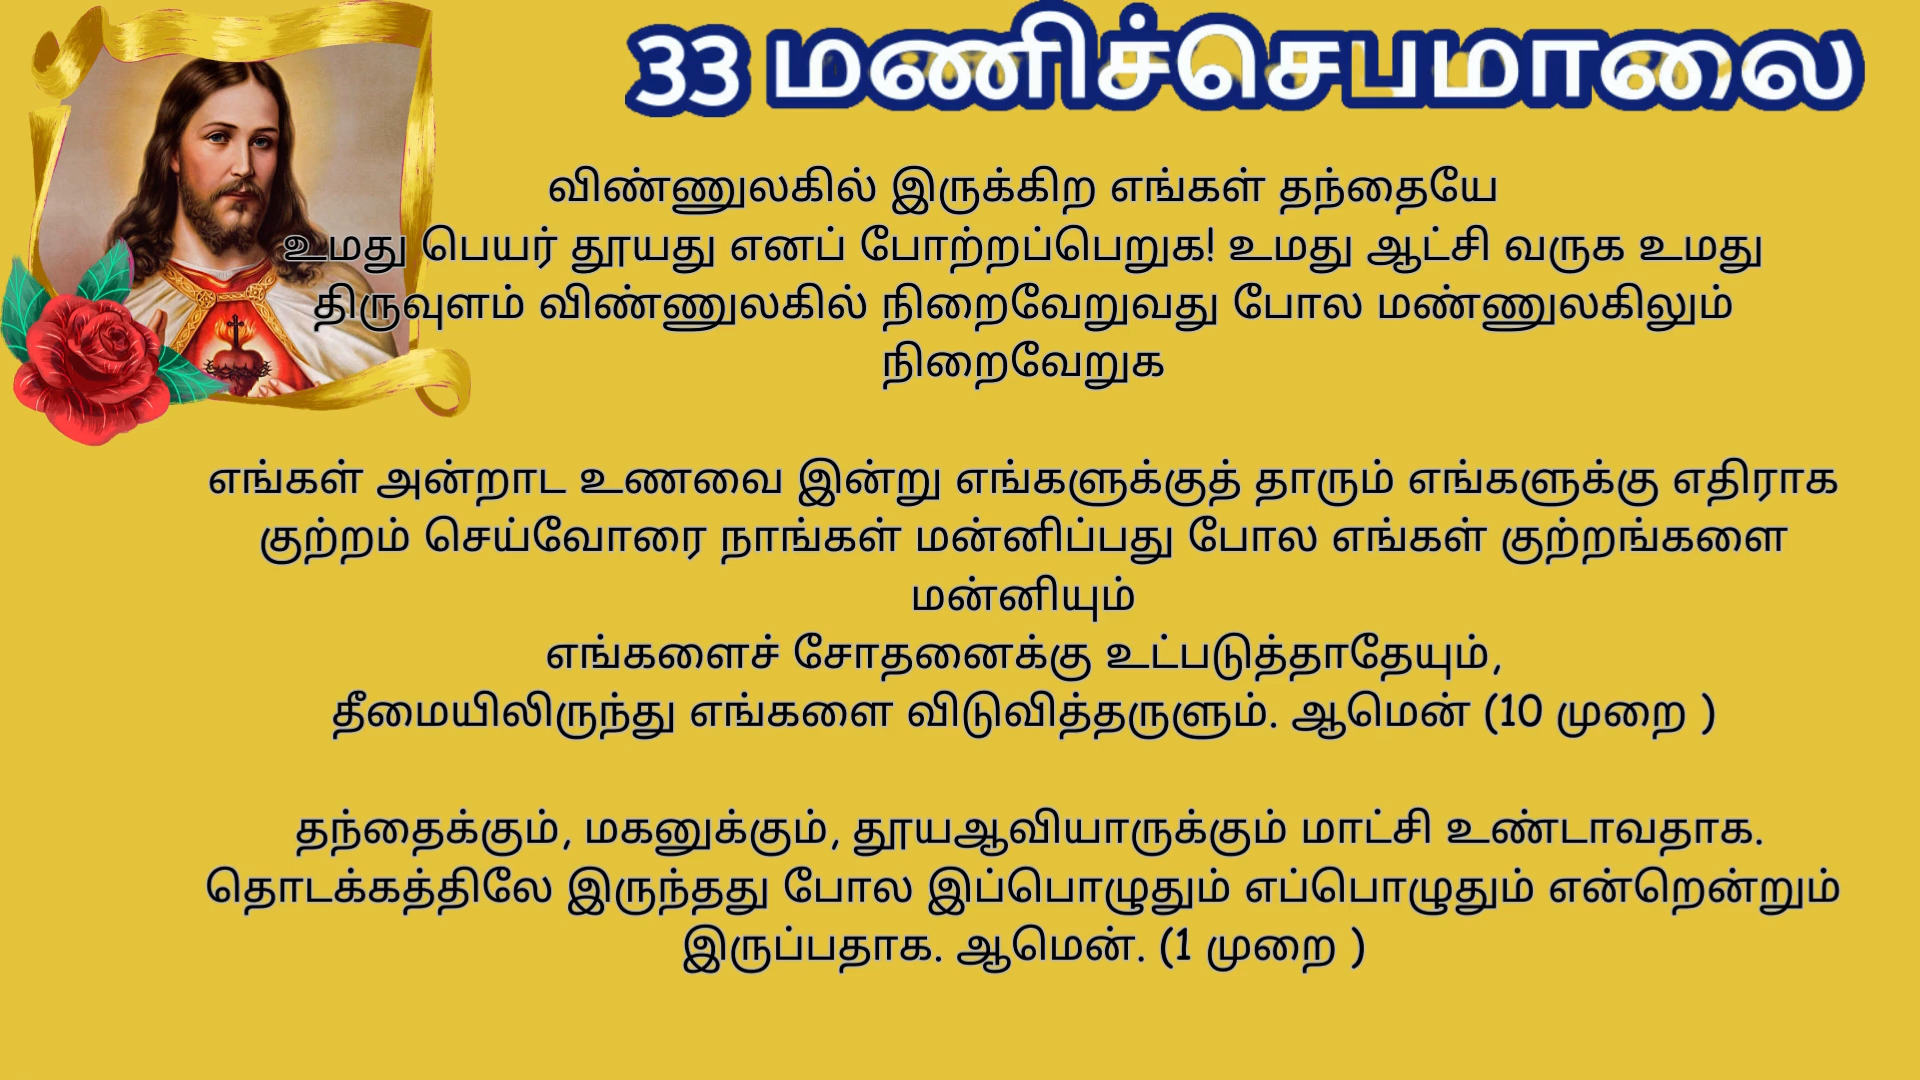 33 மணிச்செபமாலை
விண்ணுலகில் இருக்கிற எங்கள் தந்தையே
உமது பெயர் தூயது எனப் போற்றப்பெறுக! உமது ஆட்சி வருக உமது
திருவுளம் விண்ணுலகில் நிறைவேறுவது போல மண்ணுலகிலும்
நிறைவேறுக
எங்கள் அன்றாட உணவை இன்று எங்களுக்குத் தாரும் எங்களுக்கு எதிராக
குற்றம் செய்வோரை நாங்கள் மன்னிப்பது போல எங்கள் குற்றங்களை
மன்னியும்
எங்களைச் சோதனைக்கு உட்படுத்தாதேயும்,
தீமையிலிருந்து எங்களை விடுவித்தருளும். ஆமென் (10 முறை )
தந்தைக்கும், மகனுக்கும், தூயஆவியாருக்கும் மாட்சி உண்டாவதாக.
தொடக்கத்திலே இருந்தது போல இப்பொழுதும் எப்பொழுதும் என்றென்றும்
இருப்பதாக. ஆமென். (1 முறை )